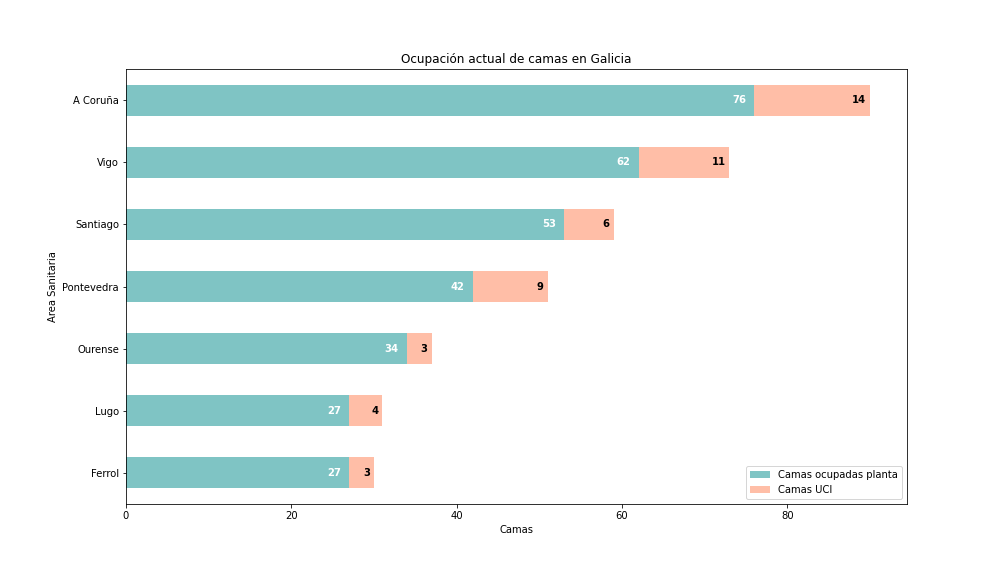 Ocupación actual de camas en Galicia
A Coruña 76 14
Vigo 62 11
Santiago 53 6
Pontevedra 42 9
Ourense 34 3
Lugo 27 4
Ferrol 27 3
Area Sanitaria
Camas ocupadas planta
Camas UCI
0 20 40 60 80
Camas